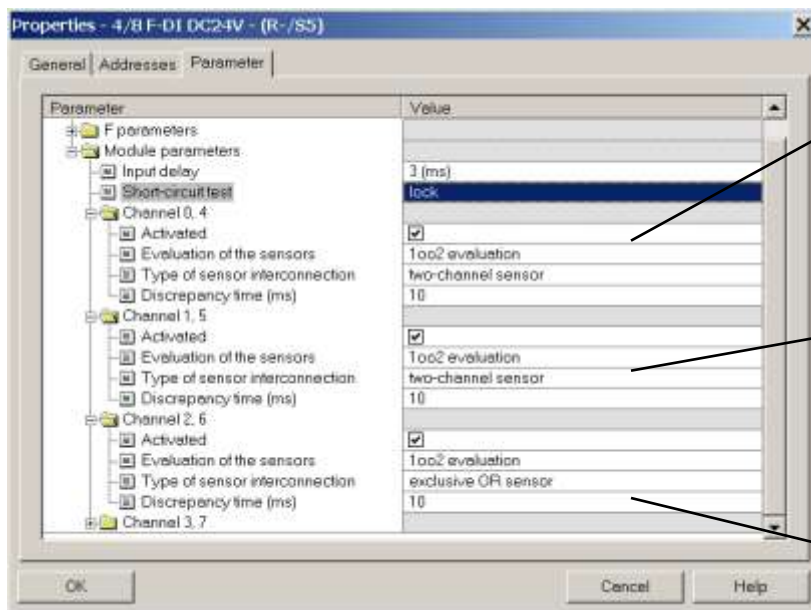 Properties - 4/8 F-DI DC24V - (R-/S5)
General Addresses Parameter
Parameter Value
F parameters
Module parameters
Input delay 3 (ms)
Short-circuit test lock
Channel 0, 4
Activated
Evaluation of the sensors 1oo2 evaluation
Type of sensor interconnection two-channel sensor
Discrepancy time (ms) 10
Channel 1, 5
Activated
Evaluation of the sensors 1oo2 evaluation
Type of sensor interconnection two-channel sensor
Discrepancy time (ms) 10
Channel 2, 6
Activated
Evaluation of the sensors 1oo2 evaluation
Type of sensor interconnection exclusive OR sensor
Discrepancy time (ms) 10
Channel 3, 7
OK Cancel Help